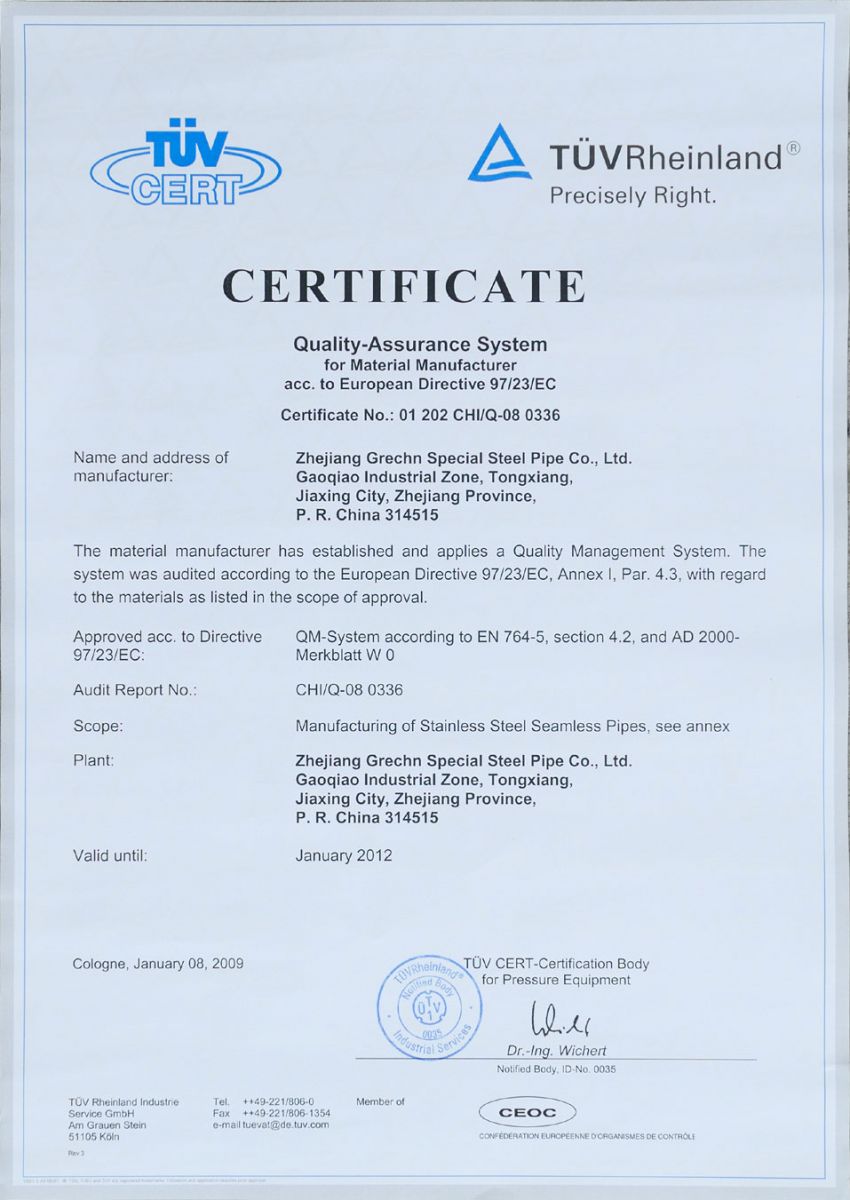 TÜV
CERT
TÜVRheinland®
Precisely Right.
CERTIFICATE
Quality-Assurance System
for Material Manufacturer
acc. to European Directive 97/23/EC
Certificate No.: 01 202 CHI/Q-08 0336
Name and address of
manufacturer:
Zhejiang Grechn Special Steel Pipe Co., Ltd.
Gaoqiao Industrial Zone, Tongxiang,
Jiaxing City, Zhejiang Province,
P. R. China 314515
The material manufacturer has established and applies a Quality Management System. The
system was audited according to the European Directive 97/23/EC, Annex I, Par. 4.3, with regard
to the materials as listed in the scope of approval.
Approved acc. to Directive
97/23/EC:
QM-System according to EN 764-5, section 4.2, and AD 2000-
Merkblatt W 0
Audit Report No.:
CHI/Q-08 0336
Scope:
Manufacturing of Stainless Steel Seamless Pipes, see annex
Plant:
Zhejiang Grechn Special Steel Pipe Co., Ltd.
Gaoqiao Industrial Zone, Tongxiang,
Jiaxing City, Zhejiang Province,
P. R. China 314515
Valid until:
January 2012
Cologne, January 08, 2009
TÜVRheinland®
Notified Body
TÜV
0035
Industrial Services
TÜV CERT-Certification Body
for Pressure Equipment
Dr.-Ing. Wichert
Notified Body, ID-No. 0035
TÜV Rheinland Industrie
Service GmbH
Am Grauen Stein
51105 Köln
Rev.3
Tel. ++49-221/806-0
Fax ++49-221/806-1354
e-mail tuevat@de.tuv.com
Member of
CEOC
CONFÉDÉRATION EUROPÉENNE D'ORGANISMES DE CONTRÔLE